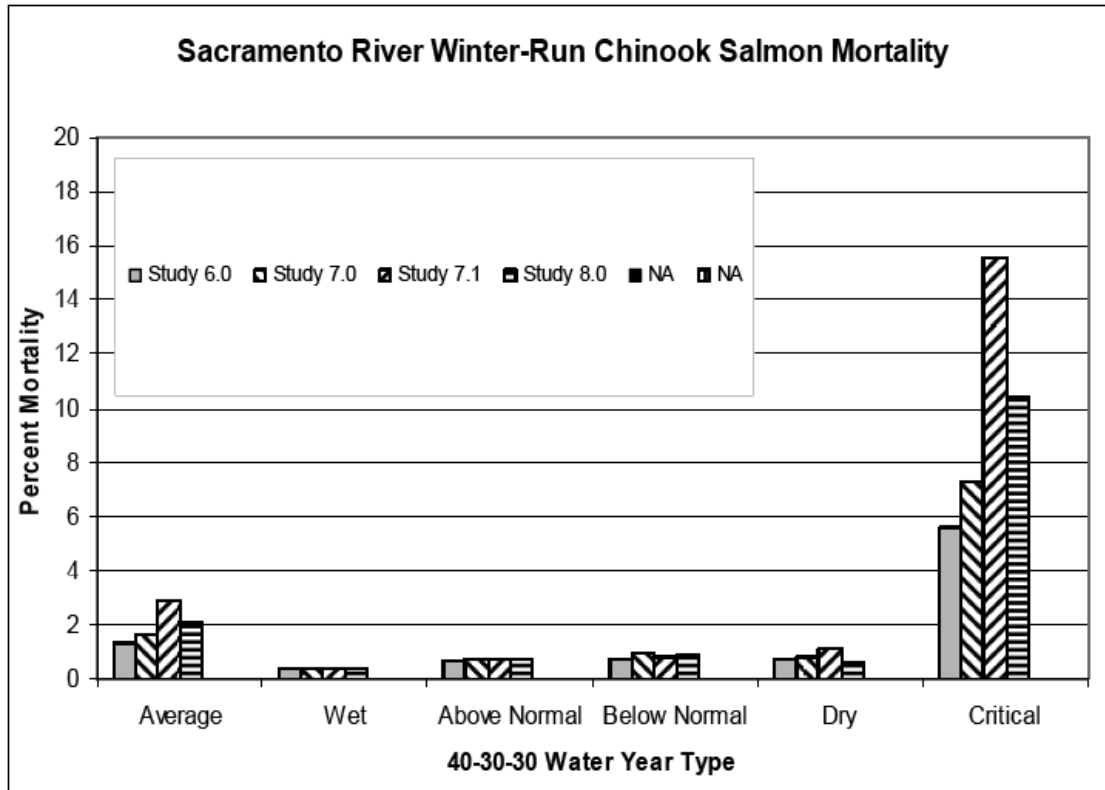 Sacramento River Winter-Run Chinook Salmon Mortality
20
18
16
14
12
10
8
6
4
2
0
Percent Mortality
Study 6.0 Study 7.0 Study 7.1 Study 8.0 NA NA
Average Wet Above Normal Below Normal Dry Critical
40-30-30 Water Year Type